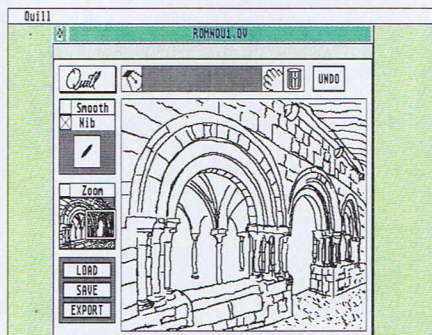 Quill
ROMNOU1.DV
Quill
UNDO
Smooth
Nib
Zoom
LOAD
SAVE
EXPORT